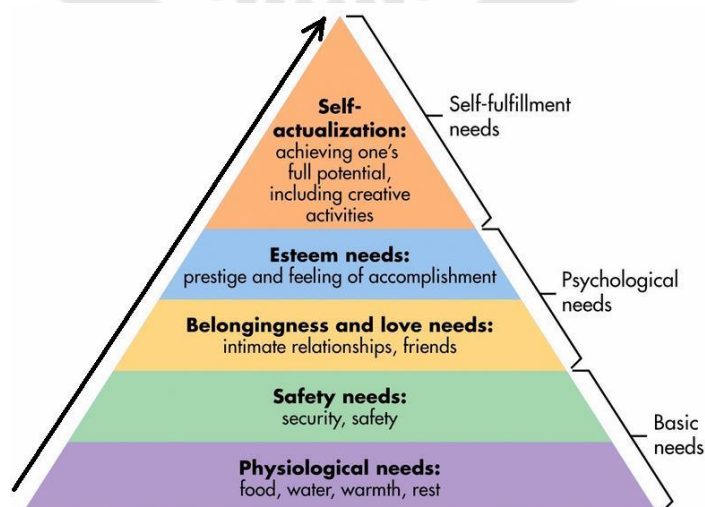 Self-
actualization:
achieving one's
full potential,
including creative
activities
Self-fulfillment
needs
Esteem needs:
prestige and feeling of accomplishment
Belongingness and love needs:
intimate relationships, friends
Psychological
needs
Safety needs:
security, safety
Physiological needs:
food, water, warmth, rest
Basic
needs